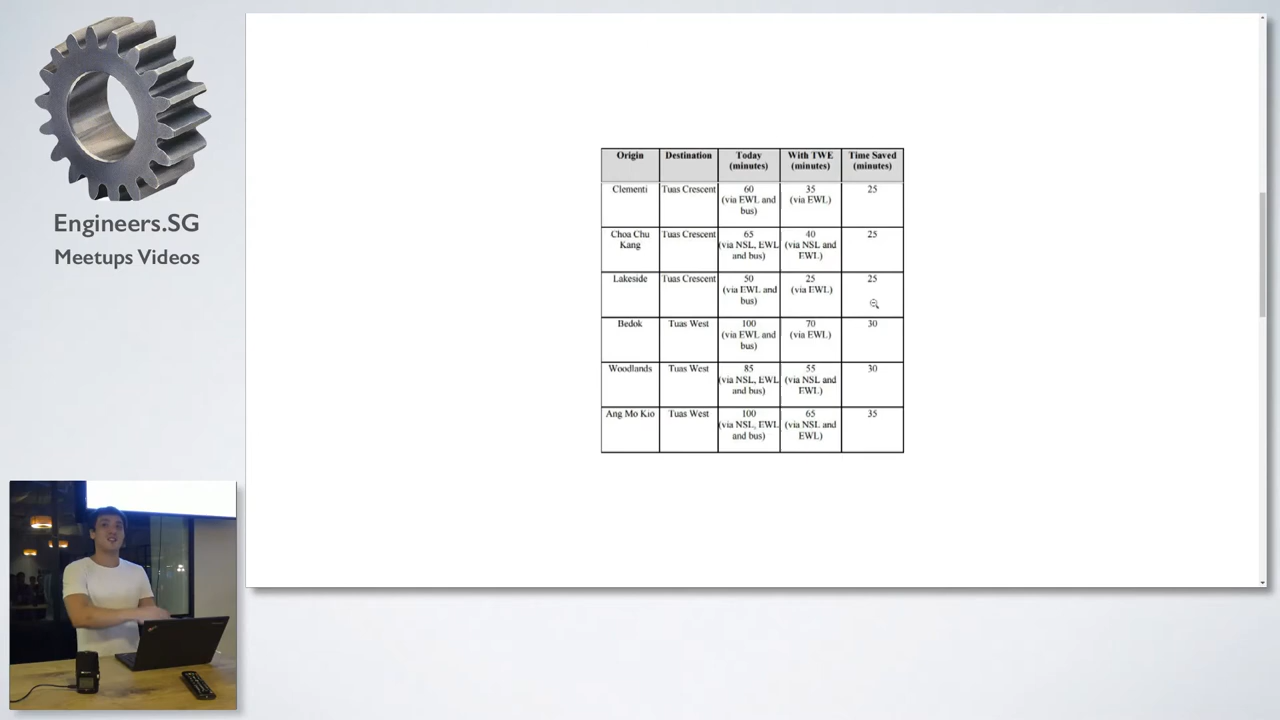 Engineers.SG
Meetups Videos
Origin Destination Today (minutes) With TWE (minutes) Time Saved (minutes)
Clementi Tuas Crescent 60 (via EWL and bus) 35 (via EWL) 25
Choa Chu Kang Tuas Crescent 65 (via NSL, EWL and bus) 40 (via NSL and EWL) 25
Lakeside Tuas Crescent 50 (via EWL and bus) 25 (via EWL) 25
Bedok Tuas West 100 (via EWL and bus) 70 (via EWL) 30
Woodlands Tuas West 85 (via NSL, EWL and bus) 55 (via NSL and EWL) 30
Ang Mo Kio Tuas West 100 (via NSL, EWL and bus) 65 (via NSL and EWL) 35